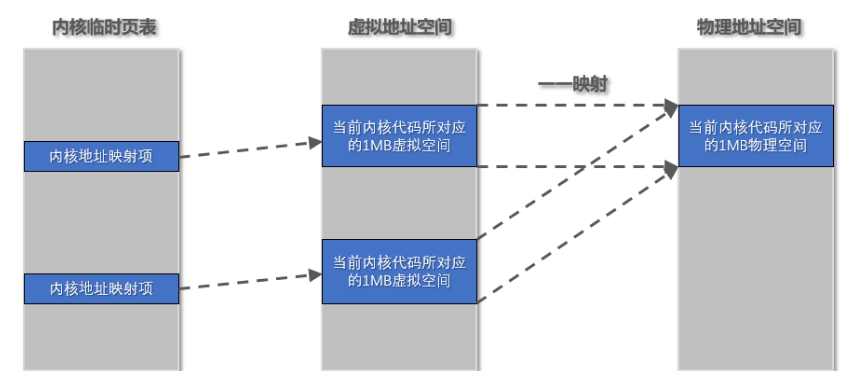 内核临时页表
虚拟地址空间
物理地址空间
一一映射
当前内核代码所对应
的1MB虚拟空间
当前内核代码所对应
的1MB物理空间
内核地址映射项
当前内核代码所对应
的1MB虚拟空间
内核地址映射项